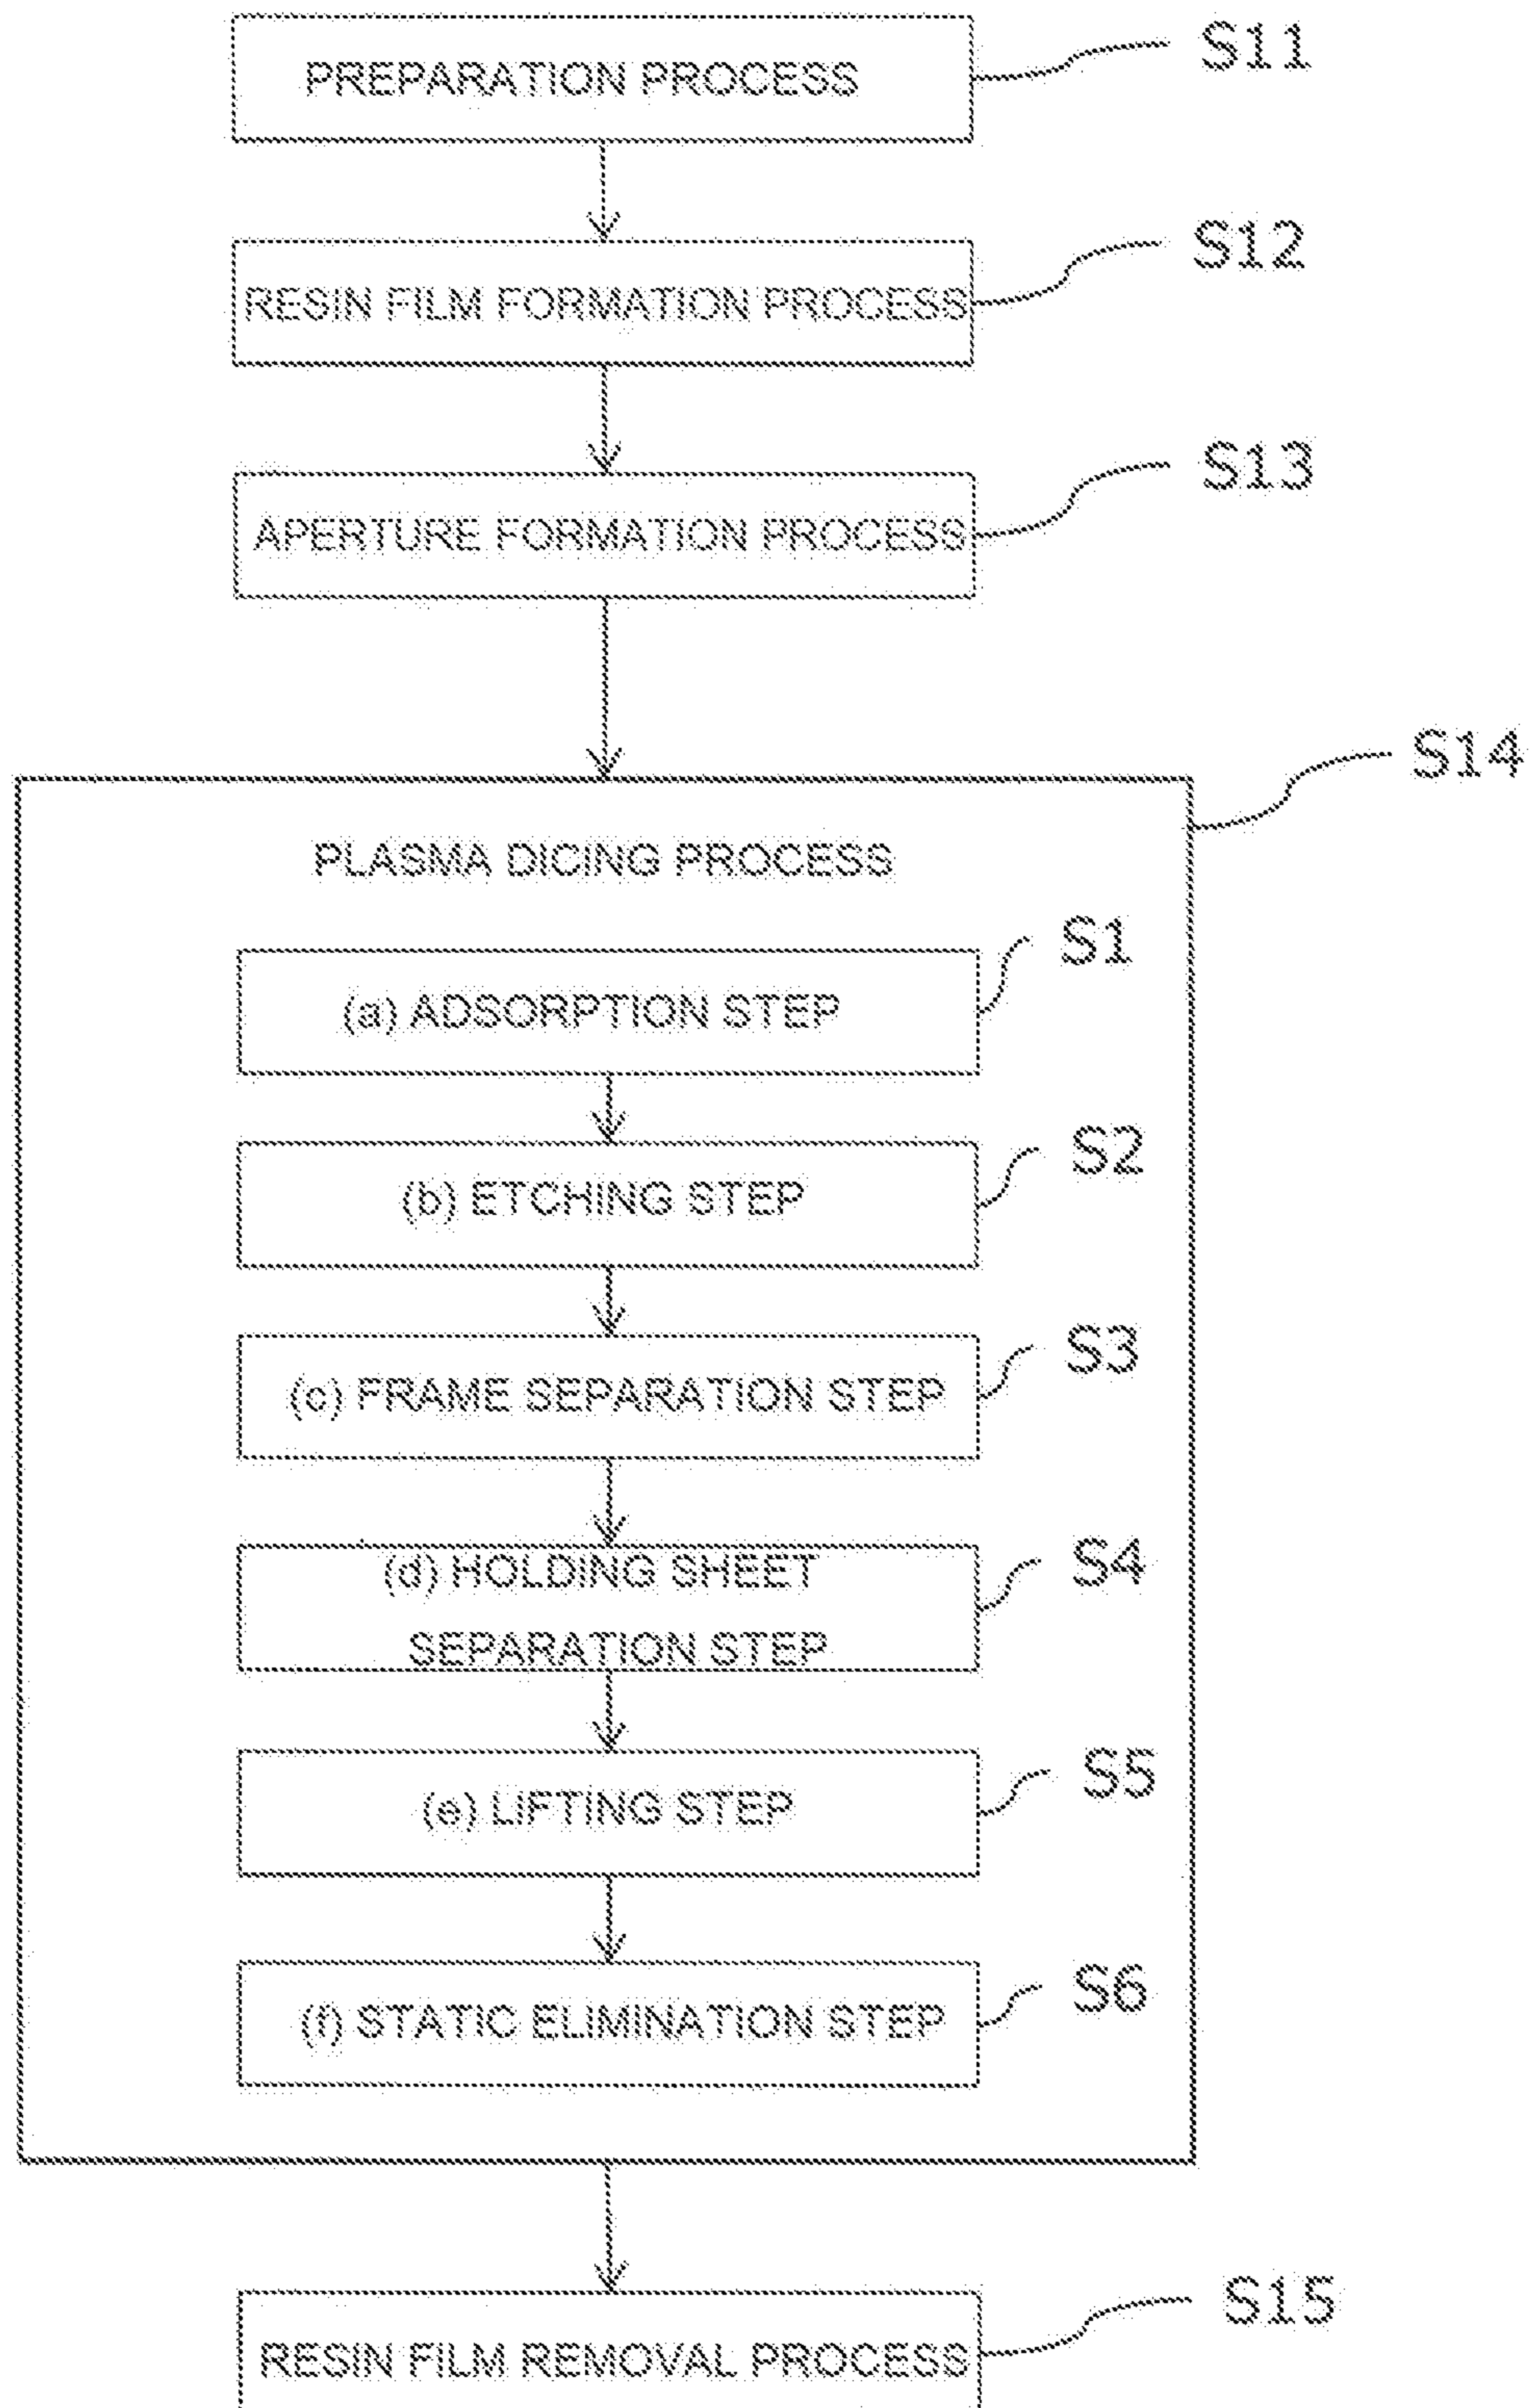 PREPARATION PROCESS
S11
RESIN FILM FORMATION PROCESS
S12
APERTURE FORMATION PROCESS
S13
S14
PLASMA DICING PROCESS
(a) ADSORPTION STEP
S1
(b) ETCHING STEP
S2
(c) FRAME SEPARATION STEP
S3
(d) HOLDING SHEET
SEPARATION STEP
S4
(e) LIFTING STEP
S5
(f) STATIC ELIMINATION STEP
S6
RESIN FILM REMOVAL PROCESS
S15